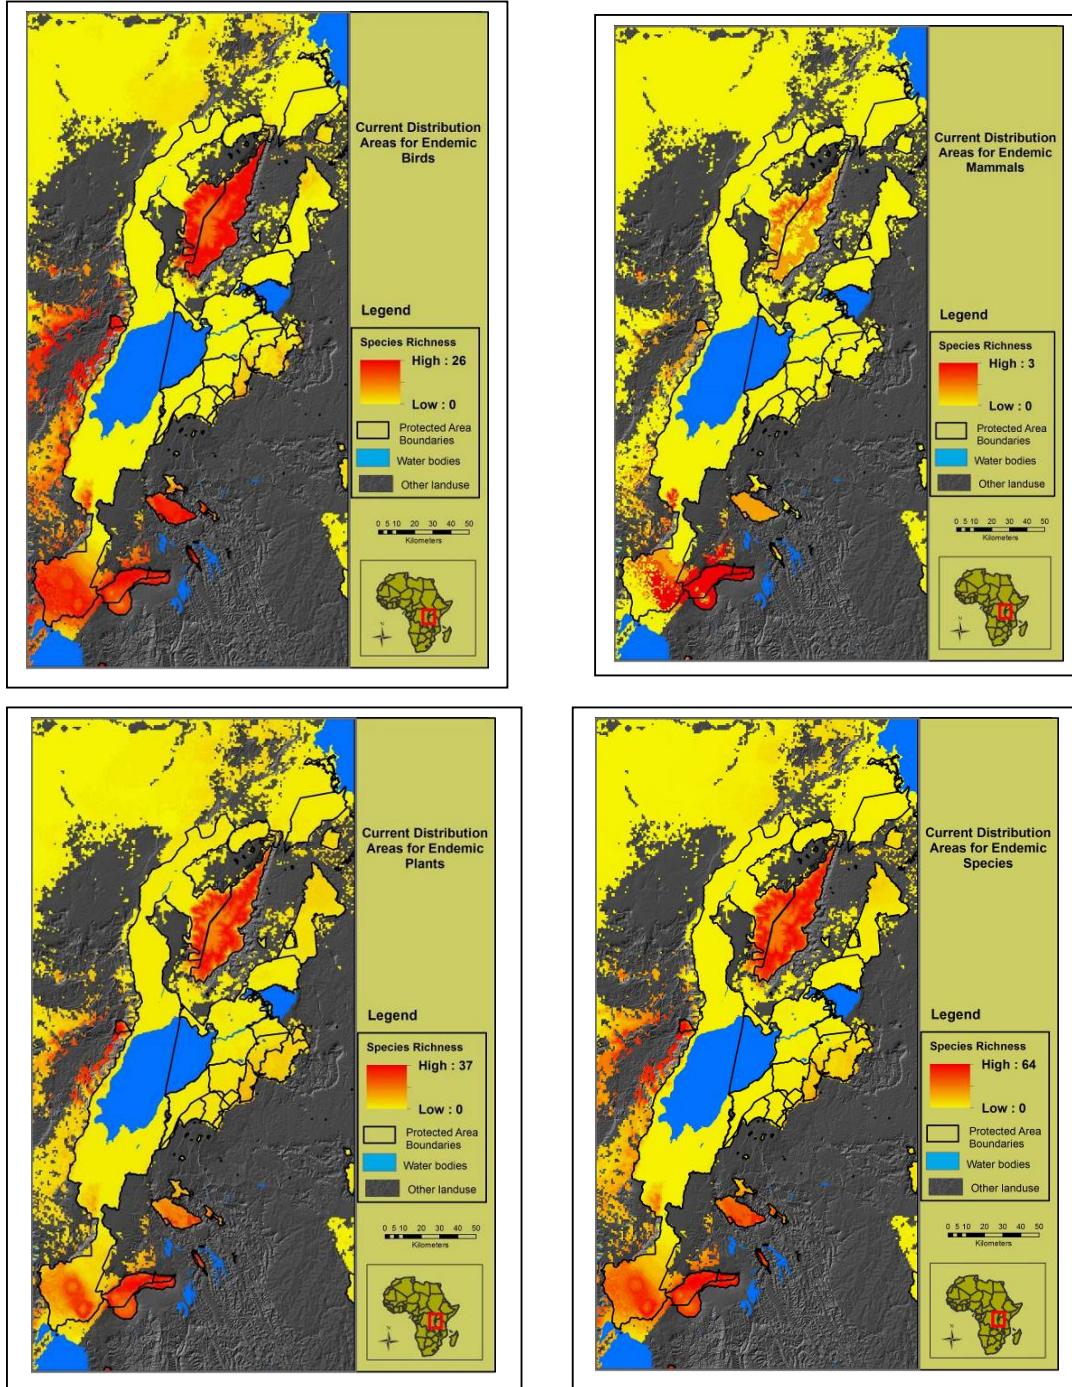 Current Distribution
Areas for Endemic
Birds
Legend
Species Richness
High : 26
Low : 0
Protected Area
Boundaries
Water bodies
Other landuse
0 5 10 20 30 40 50
Kilometers
N
Current Distribution
Areas for Endemic
Mammals
Legend
Species Richness
High : 3
Low : 0
Protected Area
Boundaries
Water bodies
Other landuse
0 5 10 20 30 40 50
Kilometers
N
Current Distribution
Areas for Endemic
Plants
Legend
Species Richness
High : 37
Low : 0
Protected Area
Boundaries
Water bodies
Other landuse
0 5 10 20 30 40 50
Kilometers
N
Current Distribution
Areas for Endemic
Species
Legend
Species Richness
High : 64
Low : 0
Protected Area
Boundaries
Water bodies
Other landuse
0 5 10 20 30 40 50
Kilometers
N